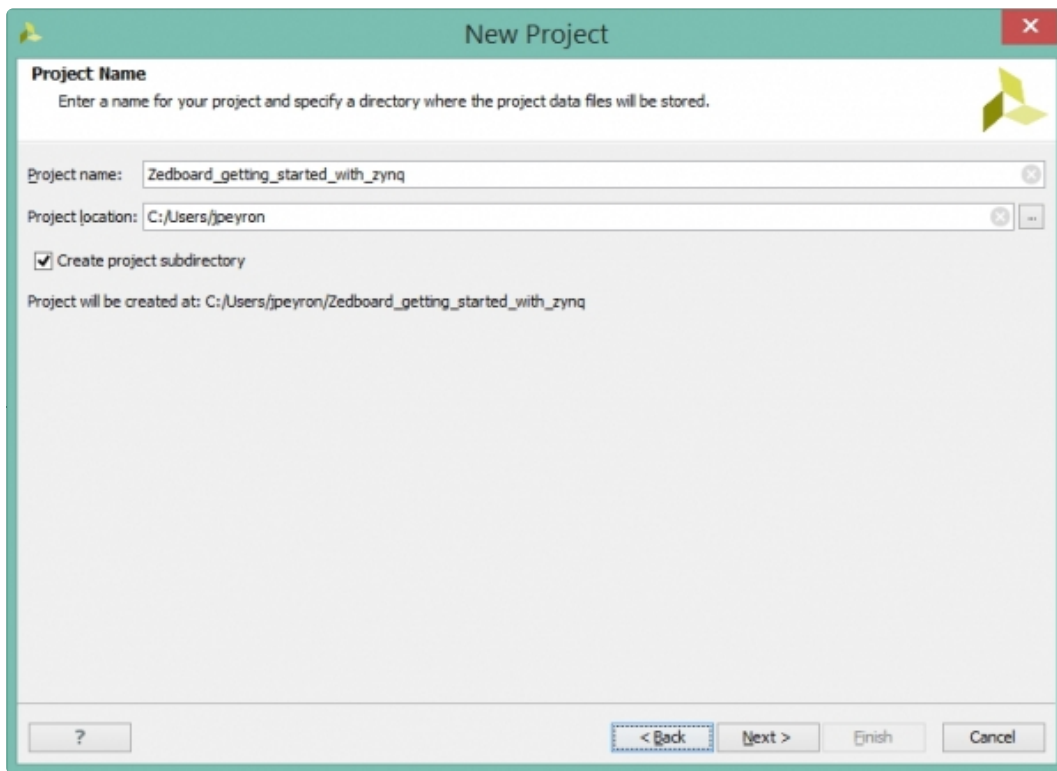 New Project
Project Name
Enter a name for your project and specify a directory where the project data files will be stored.
Project name: Zedboard_getting_started_with_zynq
Project location: C:/Users/jpeyron ...
Create project subdirectory
Project will be created at: C:/Users/jpeyron/Zedboard_getting_started_with_zynq
? < Back Next > Finish Cancel